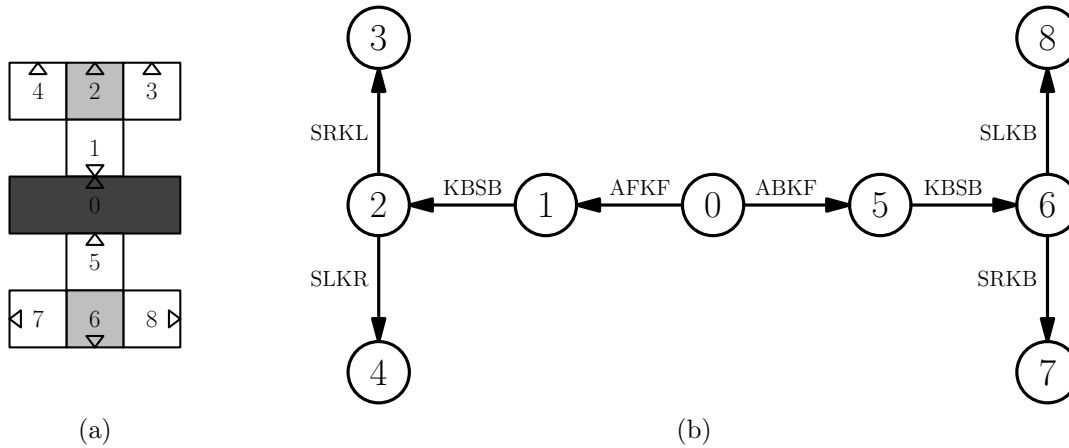 4 2 3
1
0
5
7 6 8
(a)
3 8
SRKL SLKB
2 KBSB 1 AFKF 0 ABKF 5 KBSB 6
SLKR SRKB
4 7
(b)